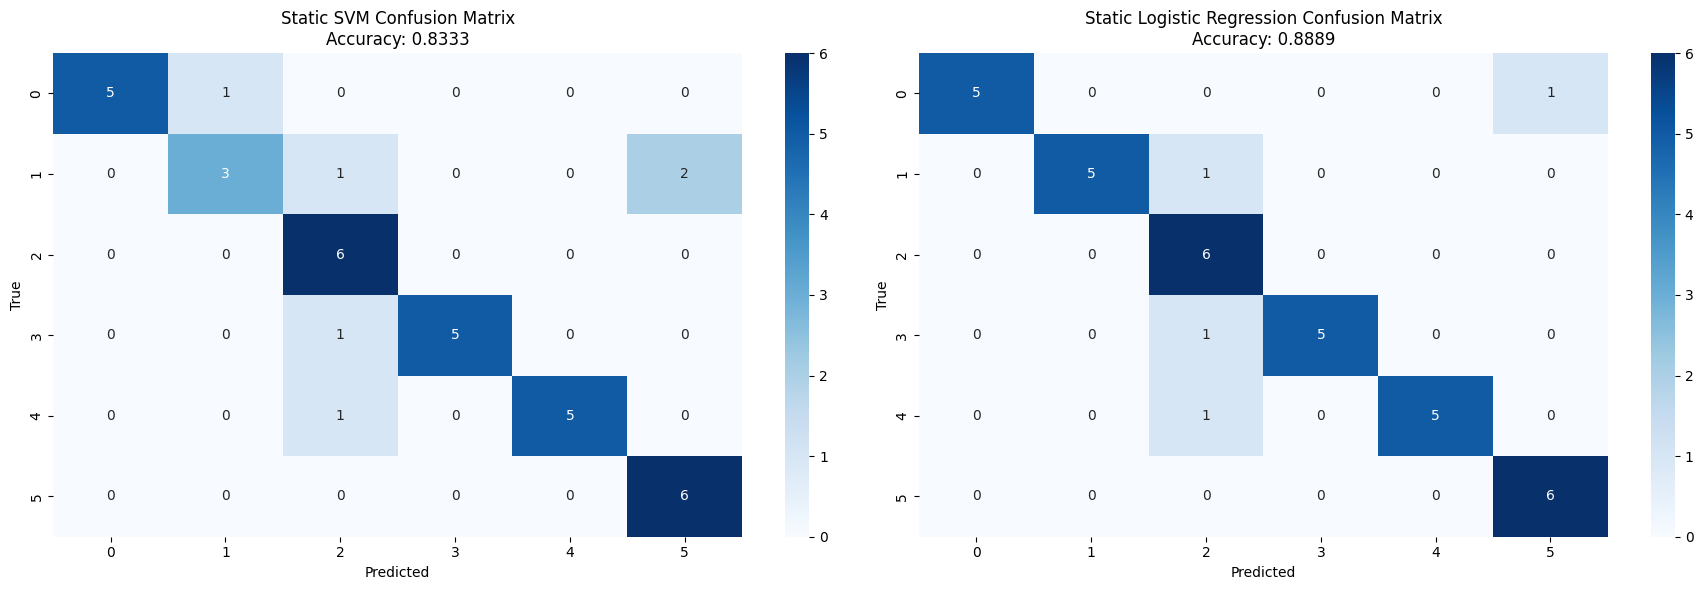 Static SVM Confusion Matrix
Accuracy: 0.8333
0 5 1 0 0 0 0
1 0 3 1 0 0 2
2 0 0 6 0 0 0
3 0 0 1 5 0 0
4 0 0 1 0 5 0
5 0 0 0 0 0 6
0 1 2 3 4 5
True
Predicted
6
5
4
3
2
1
0
Static Logistic Regression Confusion Matrix
Accuracy: 0.8889
0 5 0 0 0 0 1
1 0 5 1 0 0 0
2 0 0 6 0 0 0
3 0 0 1 5 0 0
4 0 0 1 0 5 0
5 0 0 0 0 0 6
0 1 2 3 4 5
True
Predicted
6
5
4
3
2
1
0